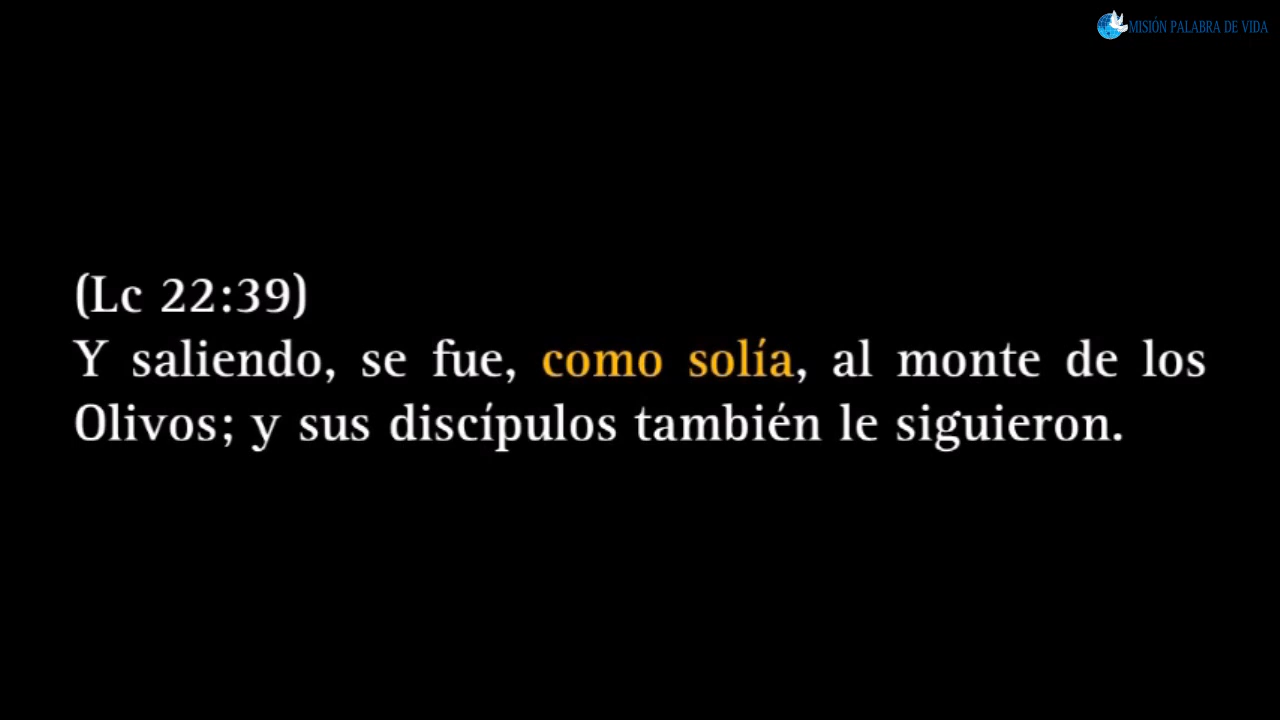 MISIÓN PALABRA DE VIDA
(Lc 22:39)
Y saliendo, se fue, como solía, al monte de los
Olivos; y sus discípulos también le siguieron.